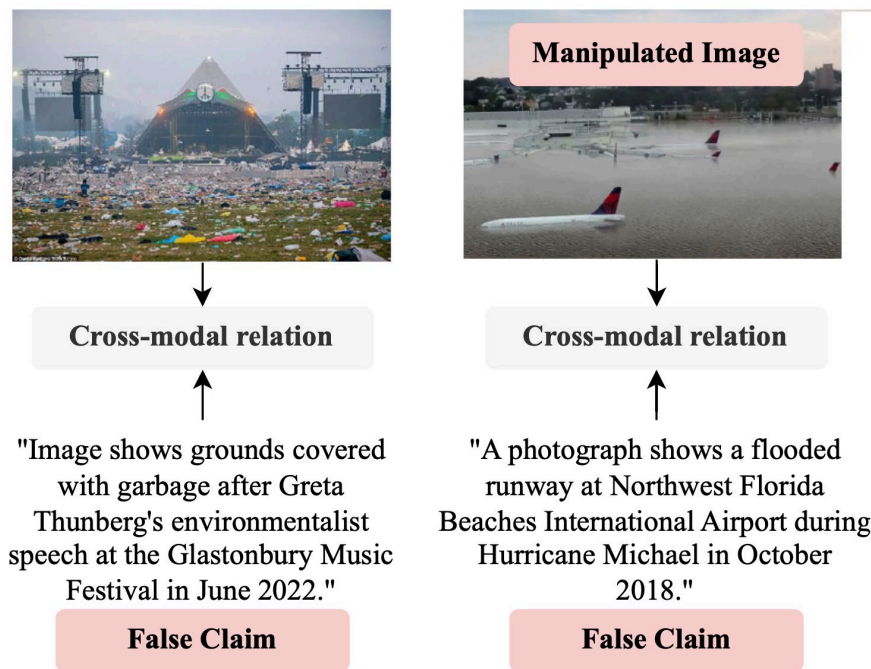 Manipulated Image
Cross-modal relation
Cross-modal relation
"Image shows grounds covered
with garbage after Greta
Thunberg's environmentalist
speech at the Glastonbury Music
Festival in June 2022."
False Claim
"A photograph shows a flooded
runway at Northwest Florida
Beaches International Airport during
Hurricane Michael in October
2018."
False Claim